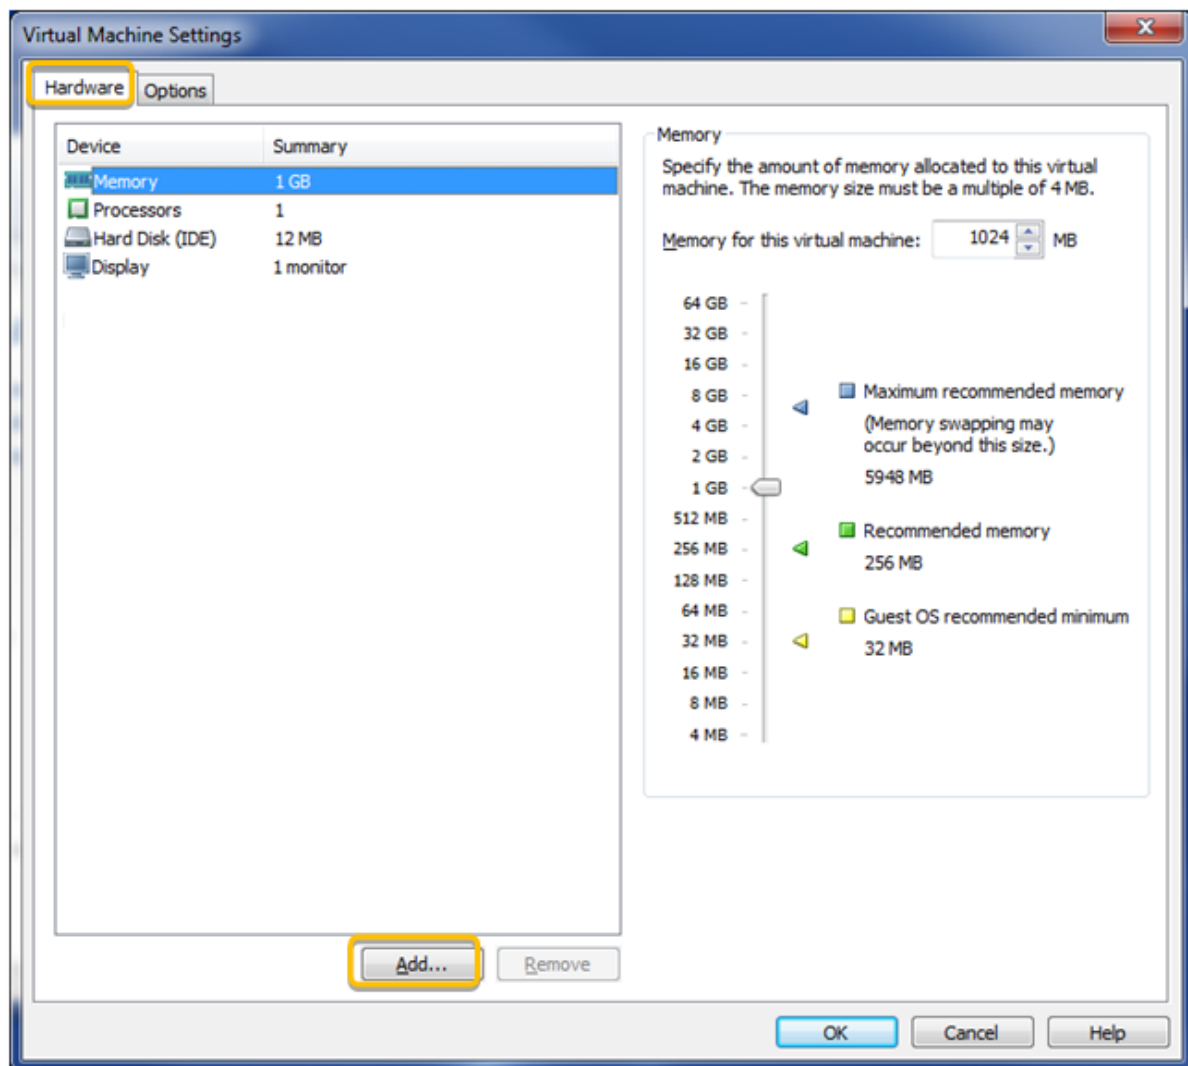 Virtual Machine Settings
Hardware
Options
Device Summary
Memory 1 GB
Processors 1
Hard Disk (IDE) 12 MB
Display 1 monitor
Add...
Remove
Memory
Specify the amount of memory allocated to this virtual
machine. The memory size must be a multiple of 4 MB.
Memory for this virtual machine: 1024 MB
64 GB
32 GB
16 GB
8 GB
4 GB
2 GB
1 GB
512 MB
256 MB
128 MB
64 MB
32 MB
16 MB
8 MB
4 MB
Maximum recommended memory
(Memory swapping may
occur beyond this size.)
5948 MB
Recommended memory
256 MB
Guest OS recommended minimum
32 MB
OK
Cancel
Help